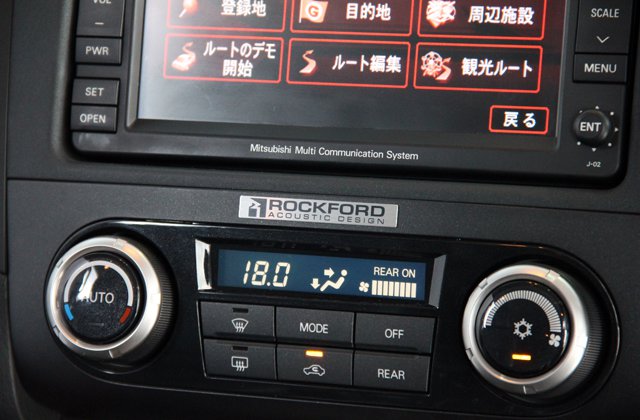 VOL
PWR
SET
OPEN
登録地
目的地
周辺施設
ルートのデモ
開始
ルート編集
観光ルート
戻る
SCALE
MENU
ENT
J-02
Mitsubishi Multi Communication System
ROCKFORD
ACOUSTIC DESIGN
AUTO
18.0
REAR ON
MODE
OFF
REAR